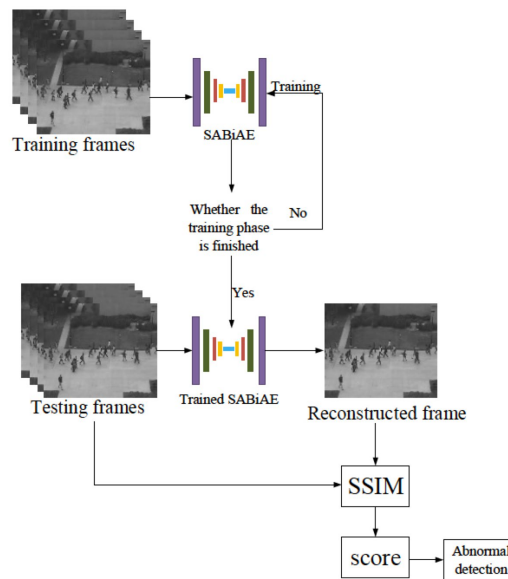 Training
SABiAE
Training frames
Whether the
training phase
is finished
No
Yes
Testing frames
Trained SABiAE
Reconstructed frame
SSIM
score
Abnormal
detection